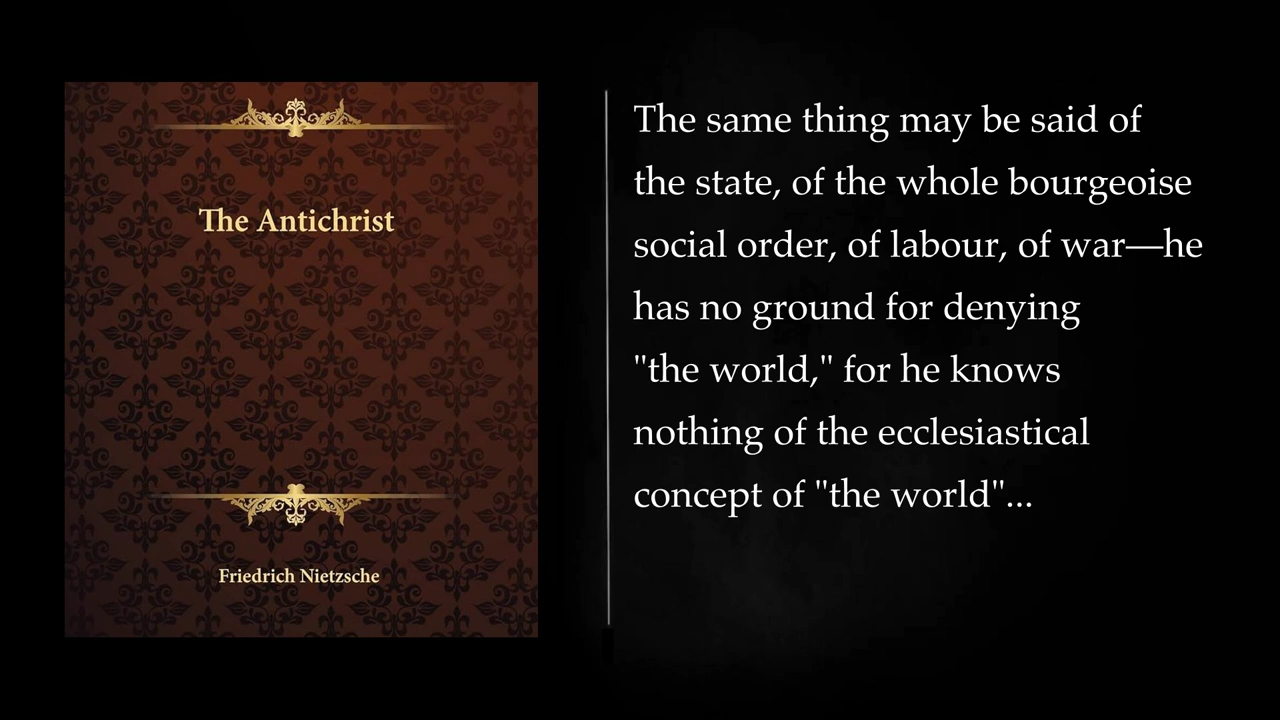 The Antichrist
Friedrich Nietzsche
The same thing may be said of
the state, of the whole bourgeoise
social order, of labour, of war—he
has no ground for denying
"the world," for he knows
nothing of the ecclesiastical
concept of "the world"...